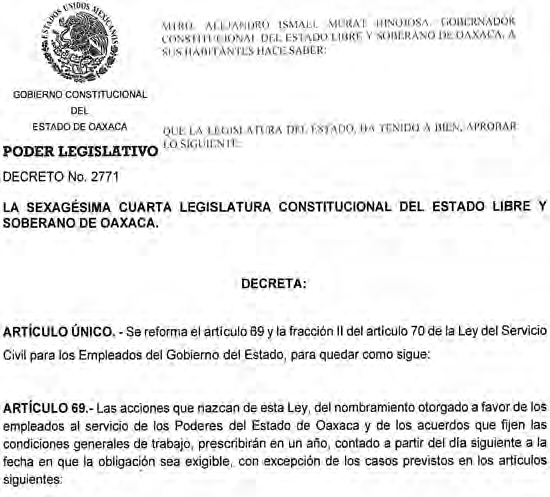 ESTADOS UNIDOS MEXICANOS
MTRO. ALEJANDRO ISMAEL MURAT HINOJOSA, GOBERNADOR
CONSTITUCIONAL DEL ESTADO LIBRE Y SOBERANO DE OAXACA, A
SUS HABITANTES HACE SABER:
GOBIERNO CONSTITUCIONAL
DEL
ESTADO DE OAXACA
QUE LA LEGISLATURA DEL ESTADO, HA TENIDO A BIEN, APROBAR
LO SIGUIENTE:
PODER LEGISLATIVO
DECRETO No. 2771
LA SEXAGÉSIMA CUARTA LEGISLATURA CONSTITUCIONAL DEL ESTADO LIBRE Y
SOBERANO DE OAXACA.
DECRETA:
ARTÍCULO ÚNICO. - Se reforma el artículo 69 y la fracción II del artículo 70 de la Ley del Servicio
Civil para los Empleados del Gobierno del Estado, para quedar como sigue:
ARTÍCULO 69.- Las acciones que nazcan de esta Ley, del nombramiento otorgado a favor de los
empleados al servicio de los Poderes del Estado de Oaxaca y de los acuerdos que fijen las
condiciones generales de trabajo, prescribirán en un año, contado a partir del día siguiente a la
fecha en que la obligación sea exigible, con excepción de los casos previstos en los artículos
siguientes: